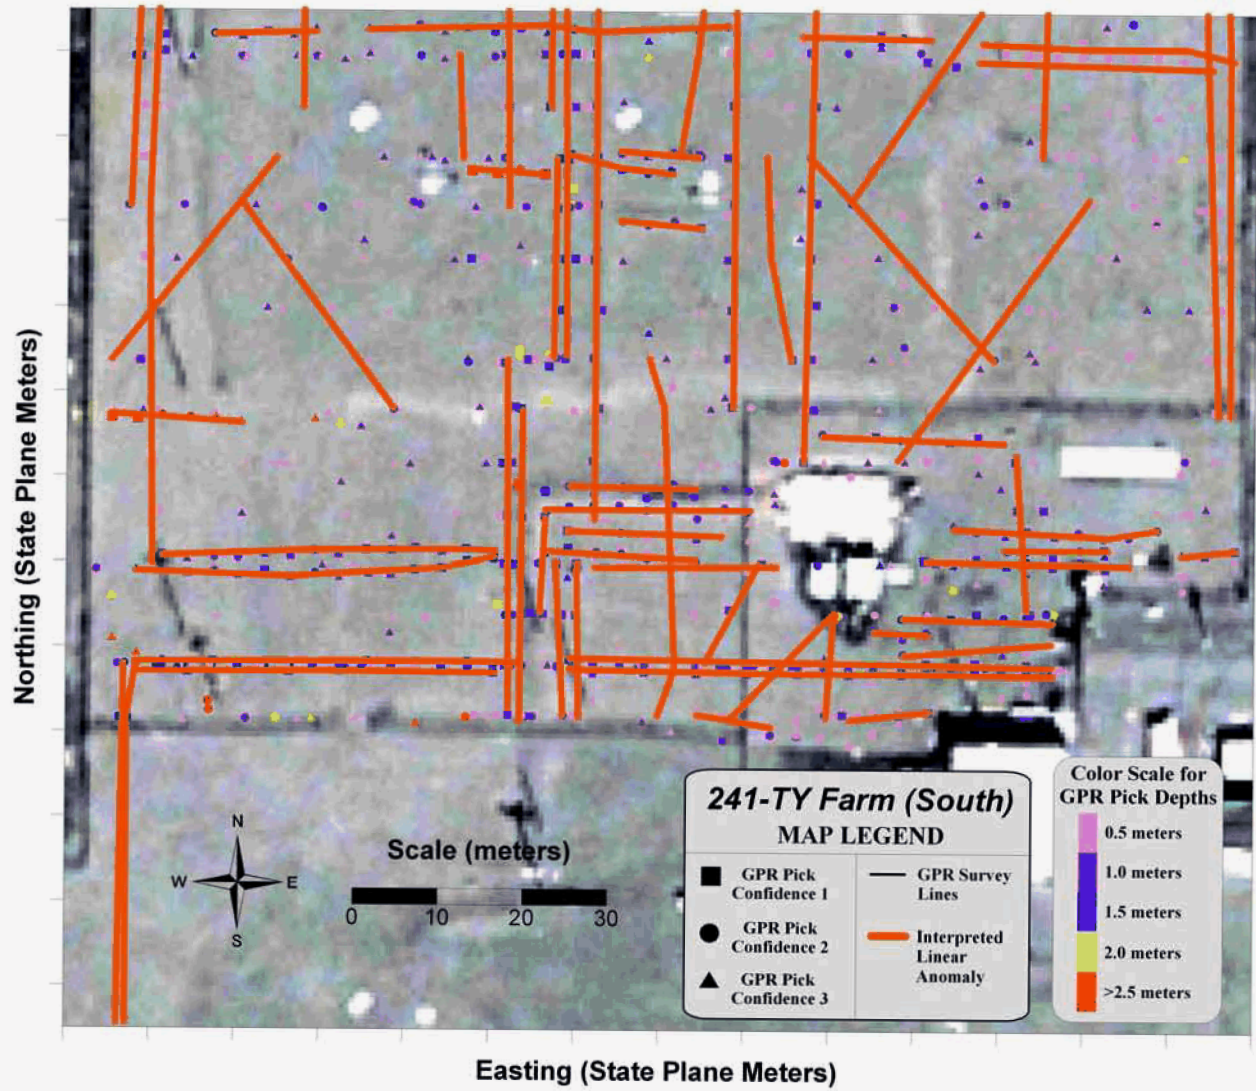 Northing (State Plane Meters)
N
W
E
S
Scale (meters)
0
10
20
30
241-TY Farm (South)
MAP LEGEND
GPR Pick
Confidence 1
GPR Pick
Confidence 2
GPR Pick
Confidence 3
GPR Survey
Lines
Interpreted
Linear
Anomaly
Color Scale for
GPR Pick Depths
0.5 meters
1.0 meters
1.5 meters
2.0 meters
>2.5 meters
Easting (State Plane Meters)